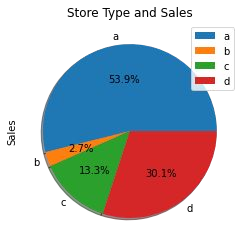 Store Type and Sales
a
a
b
c
d
53.9%
Sales
2.7%
b
13.3%
30.1%
c
d